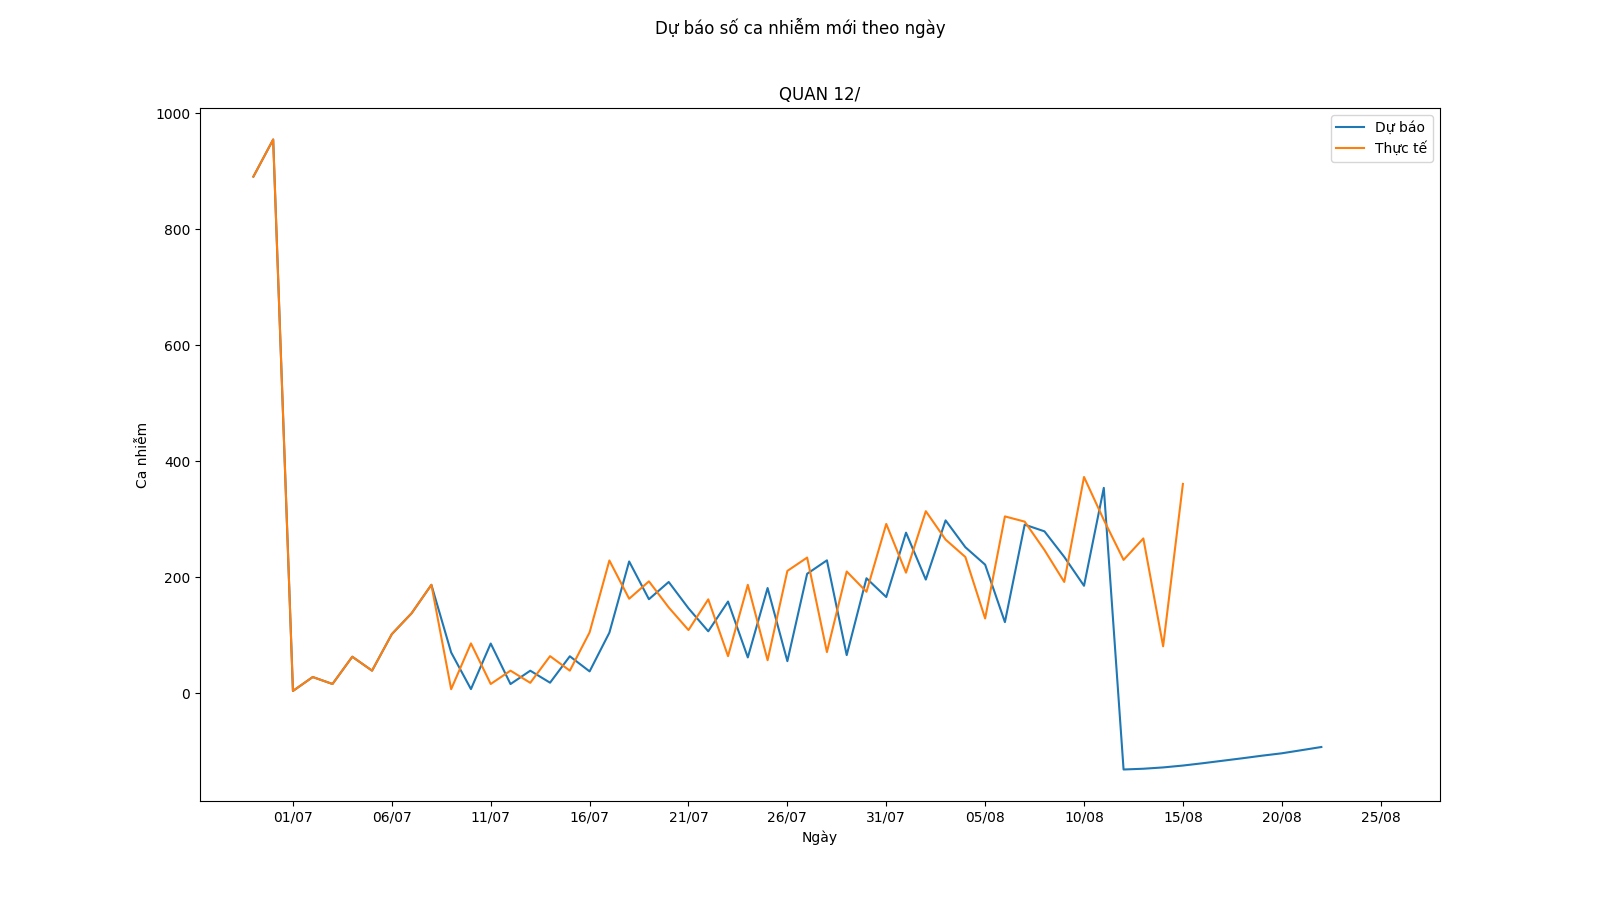 Dự báo số ca nhiễm mới theo ngày
QUAN 12/
Dự báo
Thực tế
1000
800
600
400
200
0
Ca nhiễm
01/07 06/07 11/07 16/07 21/07 26/07 31/07 05/08 10/08 15/08 20/08 25/08
Ngày